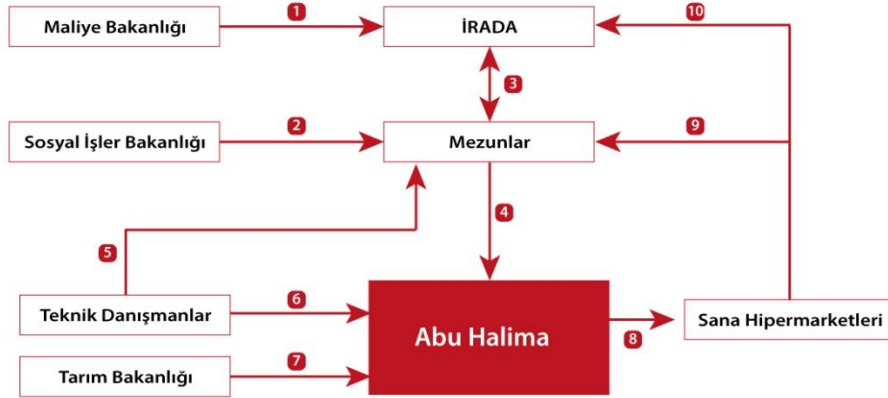 Maliye Bakanlığı
1
İRADA
10
3
Sosyal İşler Bakanlığı
2
Mezunlar
9
4
5
Teknik Danışmanlar
6
Abu Halima
8
Sana Hipermarketleri
7
Tarım Bakanlığı